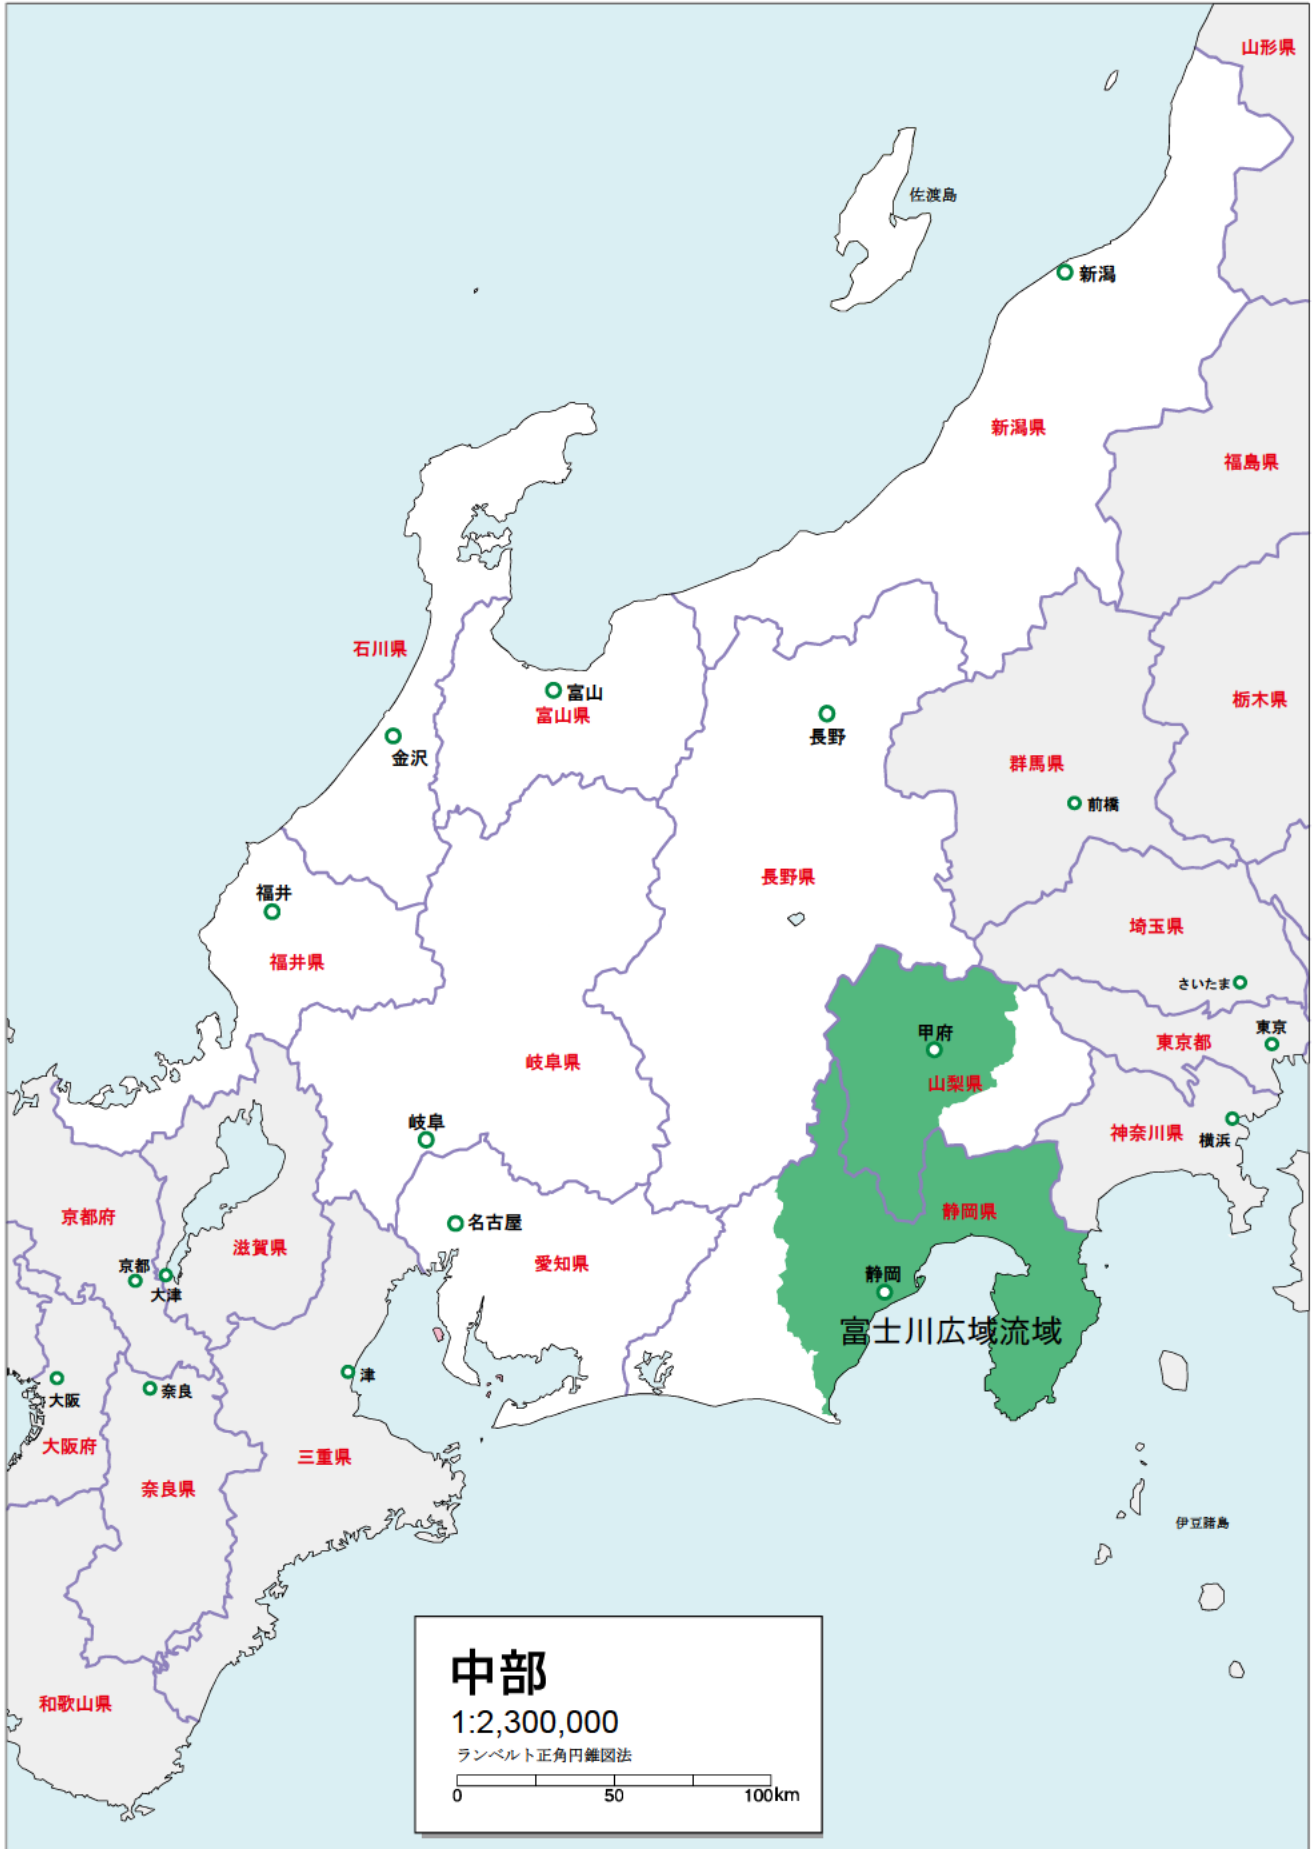 山形県
佐渡島
新潟
新潟県
福島県
石川県
富山
富山県
金沢
長野
栃木県
群馬県
前橋
長野県
福井
福井県
埼玉県
さいたま
東京
東京都
甲府
山梨県
岐阜県
岐阜
神奈川県
横浜
京都府
滋賀県
京都
大津
名古屋
愛知県
静岡県
静岡
富士川広域流域
津
大阪
奈良
大阪府
奈良県
三重県
伊豆諸島
和歌山県
中部
1:2,300,000
ランベルト正角円錐図法
0 50 100km